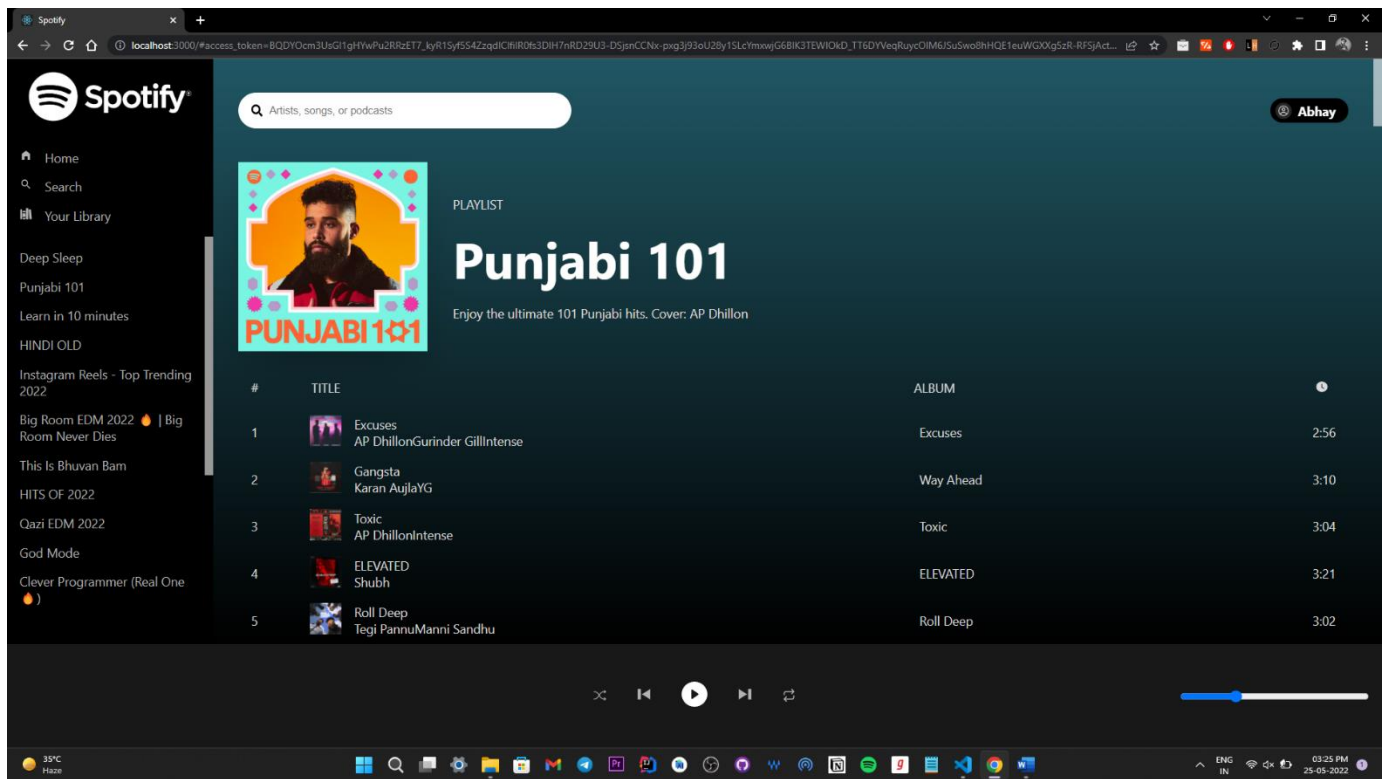 Spotify
localhost:3000/#access_token=
Spotify
Artists, songs, or podcasts
Abhay
Home
Search
Your Library
Deep Sleep
Punjabi 101
Learn in 10 minutes
HINDI OLD
Instagram Reels - Top Trending
2022
Big Room EDM 2022 🔥 | Big
Room Never Dies
This Is Bhuvan Bam
HITS OF 2022
Qazi EDM 2022
God Mode
Clever Programmer (Real One
🔥)
PUNJABI 101
PLAYLIST
Punjabi 101
Enjoy the ultimate 101 Punjabi hits. Cover: AP Dhillon
# TITLE ALBUM
1 Excuses Excuses 2:56
AP DhillonGurinder GillIntense
2 Gangsta Way Ahead 3:10
Karan AujlaYG
3 Toxic Toxic 3:04
AP DhillonIntense
4 ELEVATED ELEVATED 3:21
Shubh
5 Roll Deep Roll Deep 3:02
Tegi PannuManni Sandhu
35°C
Haze
Pr
ENG
IN
03:25 PM
25-05-2022
1